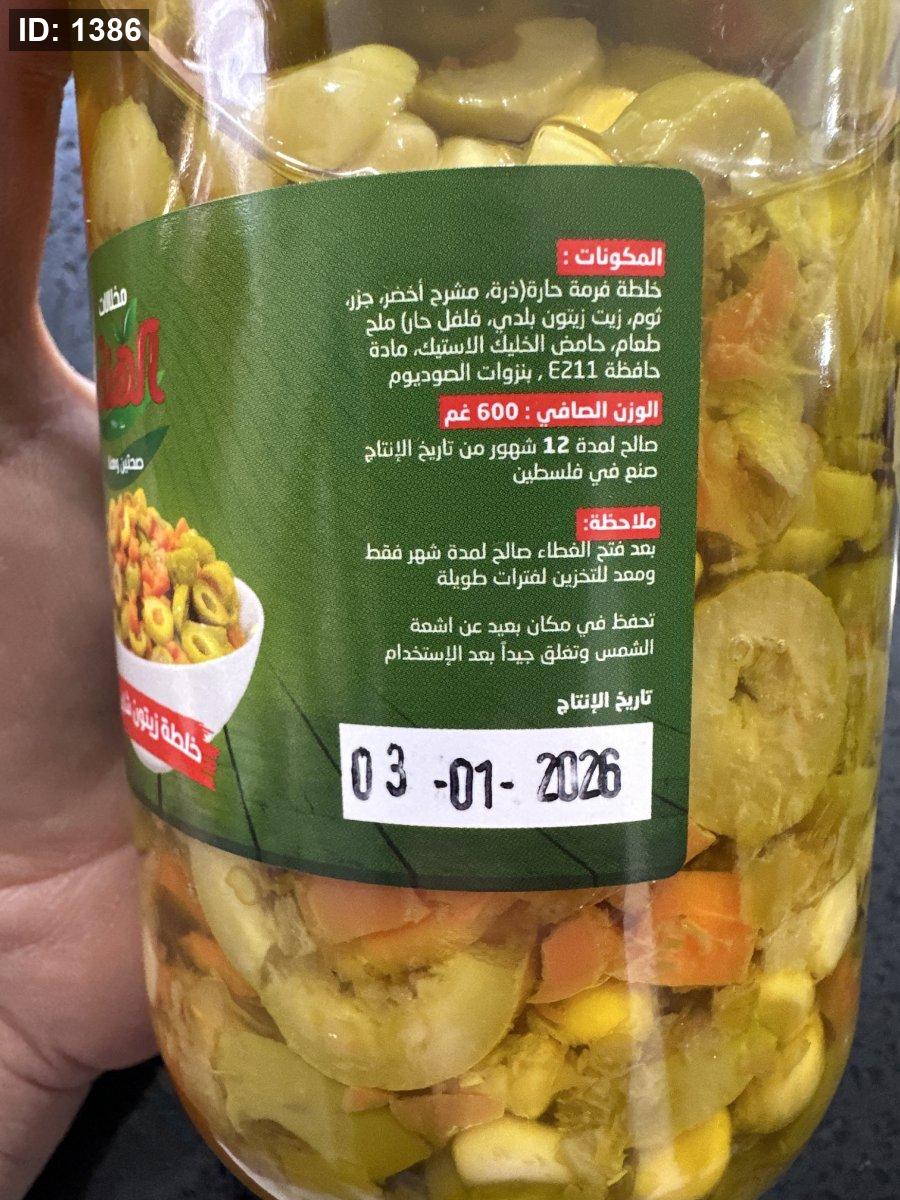 ID: 1386
المكونات :
خلطة فرمة حارة(ذرة، مشرح أخضر، جزر،
ثوم، زيت زيتون بلدي، فلفل حار) ملح
طعام، حامض الخليك الاستيك، مادة
حافظة E211 , بنزوات الصوديوم
الوزن الصافي : 600 غم
صالح لمدة 12 شهور من تاريخ الإنتاج
صنع في فلسطين
ملاحظة:
بعد فتح الغطاء صالح لمدة شهر فقط
ومعد للتخزين لفترات طويلة
تحفظ في مكان بعيد عن اشعة
الشمس وتغلق جيداً بعد الإستخدام
تاريخ الإنتاج
03 -01- 2026
مخللات
صحتين
خلطة زيتون